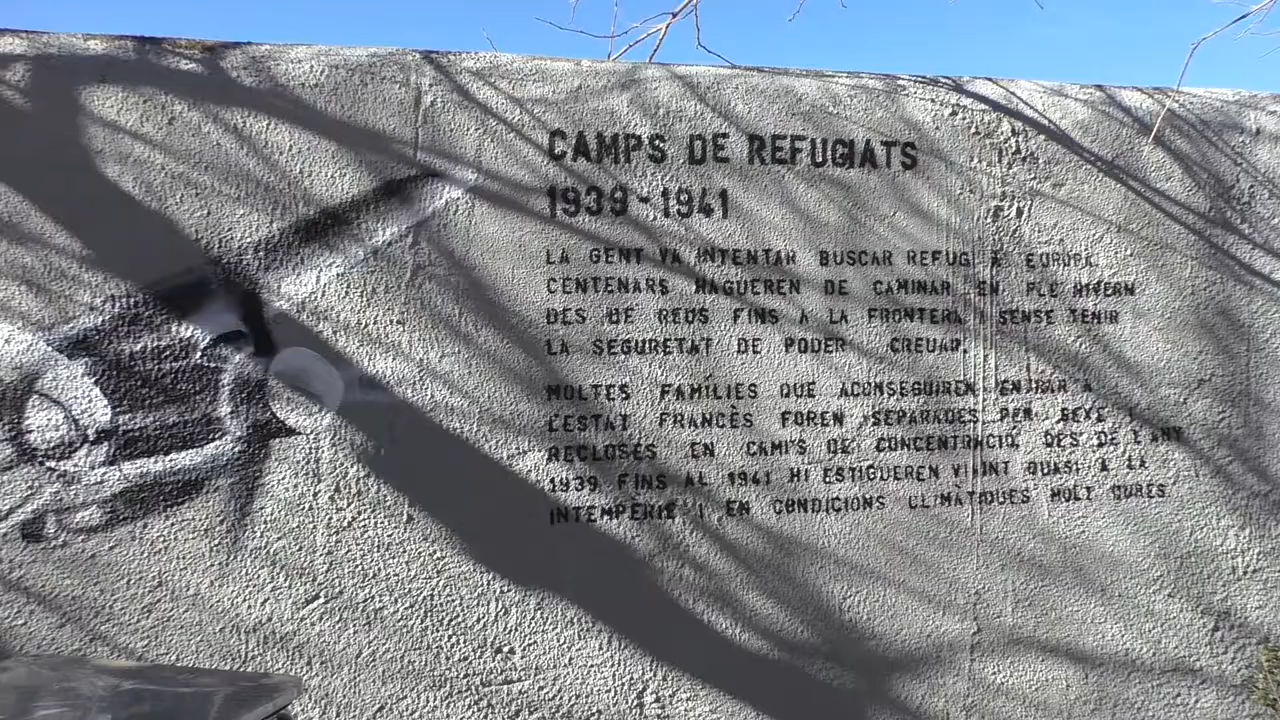 CAMPS DE REFUGIATS
1939-1941
LA GENT VA INTENTAR BUSCAR REFUGI A EUROPA.
CENTENARS HAGUEREN DE CAMINAR EN PLE HIVERN
DES DE REUS FINS A LA FRONTERA I SENSE TENIR
LA SEGURETAT DE PODER CREUAR.
MOLTES FAMÍLIES QUE ACONSEGUIREN ENTRAR A
L'ESTAT FRANCÈS FOREN SEPARADES PER SEXE I
RECLOSES EN CAMPS DE CONCENTRACIÓ. DES DE L'ANY
1939 FINS AL 1941 HI ESTIGUEREN VIVINT QUASI A LA
INTEMPÈRIE I EN CONDICIONS CLIMÀTIQUES MOLT DURES